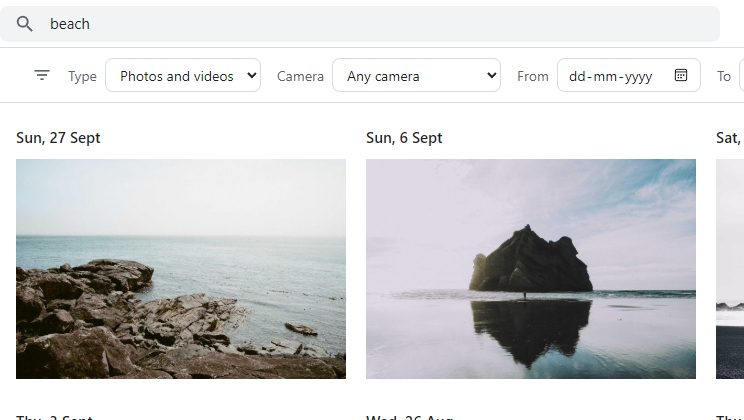 beach
Type Photos and videos Camera Any camera From dd-mm-yyyy To
Sun, 27 Sept Sun, 6 Sept Sat,